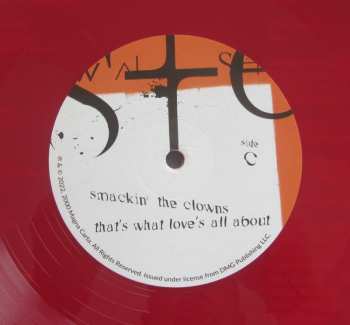 side
C
smackin' the clowns
that's what love's all about
℗ & © 2022, 2000 Magna Carta. All Rights Reserved. Issued under license from DMG Publishing LLC.